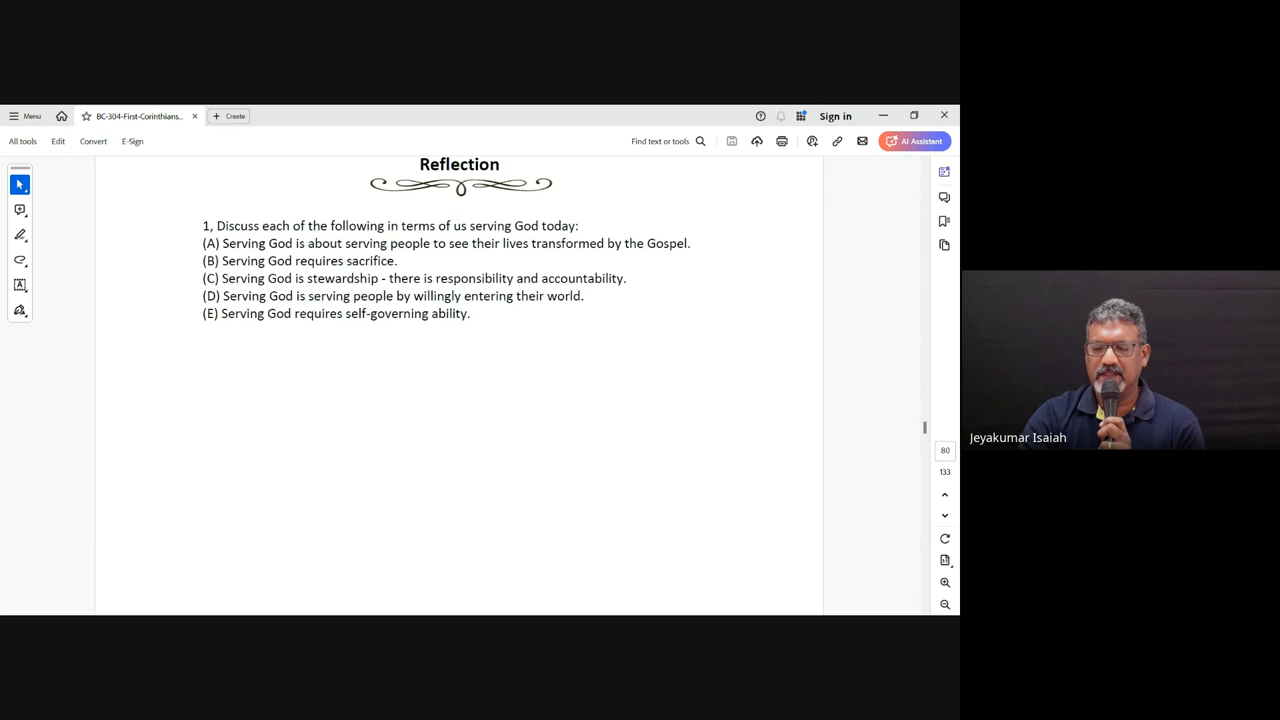 Menu
BC-304-First-Corinthians...
Create
Sign in
All tools
Edit
Convert
E-Sign
Find text or tools
AI Assistant
Reflection
1, Discuss each of the following in terms of us serving God today:
(A) Serving God is about serving people to see their lives transformed by the Gospel.
(B) Serving God requires sacrifice.
(C) Serving God is stewardship - there is responsibility and accountability.
(D) Serving God is serving people by willingly entering their world.
(E) Serving God requires self-governing ability.
80
133
Jeyakumar Isaiah